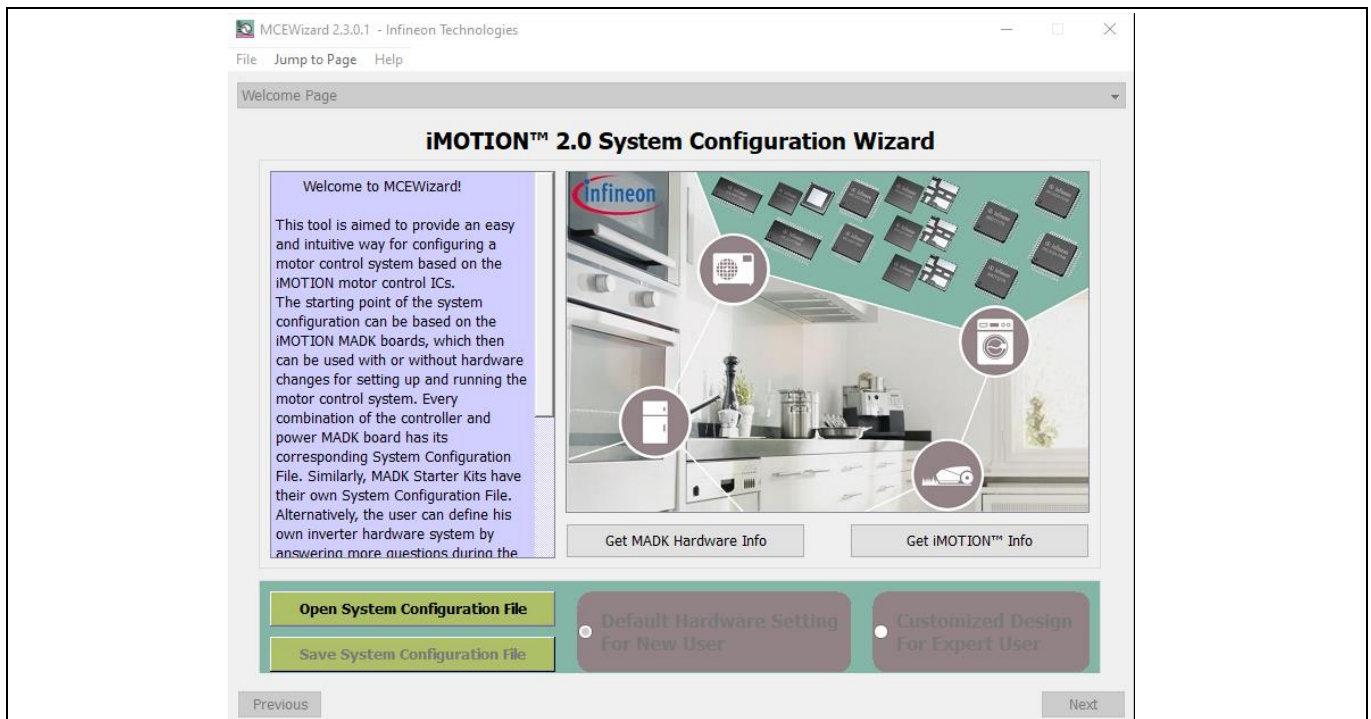 MCEWizard 2.3.0.1 - Infineon Technologies
File Jump to Page Help
Welcome Page
iMOTION™ 2.0 System Configuration Wizard
Welcome to MCEWizard!
This tool is aimed to provide an easy
and intuitive way for configuring a
motor control system based on the
iMOTION motor control ICs.
The starting point of the system
configuration can be based on the
iMOTION MADK boards, which then
can be used with or without hardware
changes for setting up and running the
motor control system. Every
combination of the controller and
power MADK board has its
corresponding System Configuration
File. Similarly, MADK Starter Kits have
their own System Configuration File.
Alternatively, the user can define his
own inverter hardware system by
answering more questions during the
infineon
Get MADK Hardware Info
Get iMOTION™ Info
Open System Configuration File
Save System Configuration File
Default Hardware Setting
For New User
Customized Design
For Expert User
Previous
Next